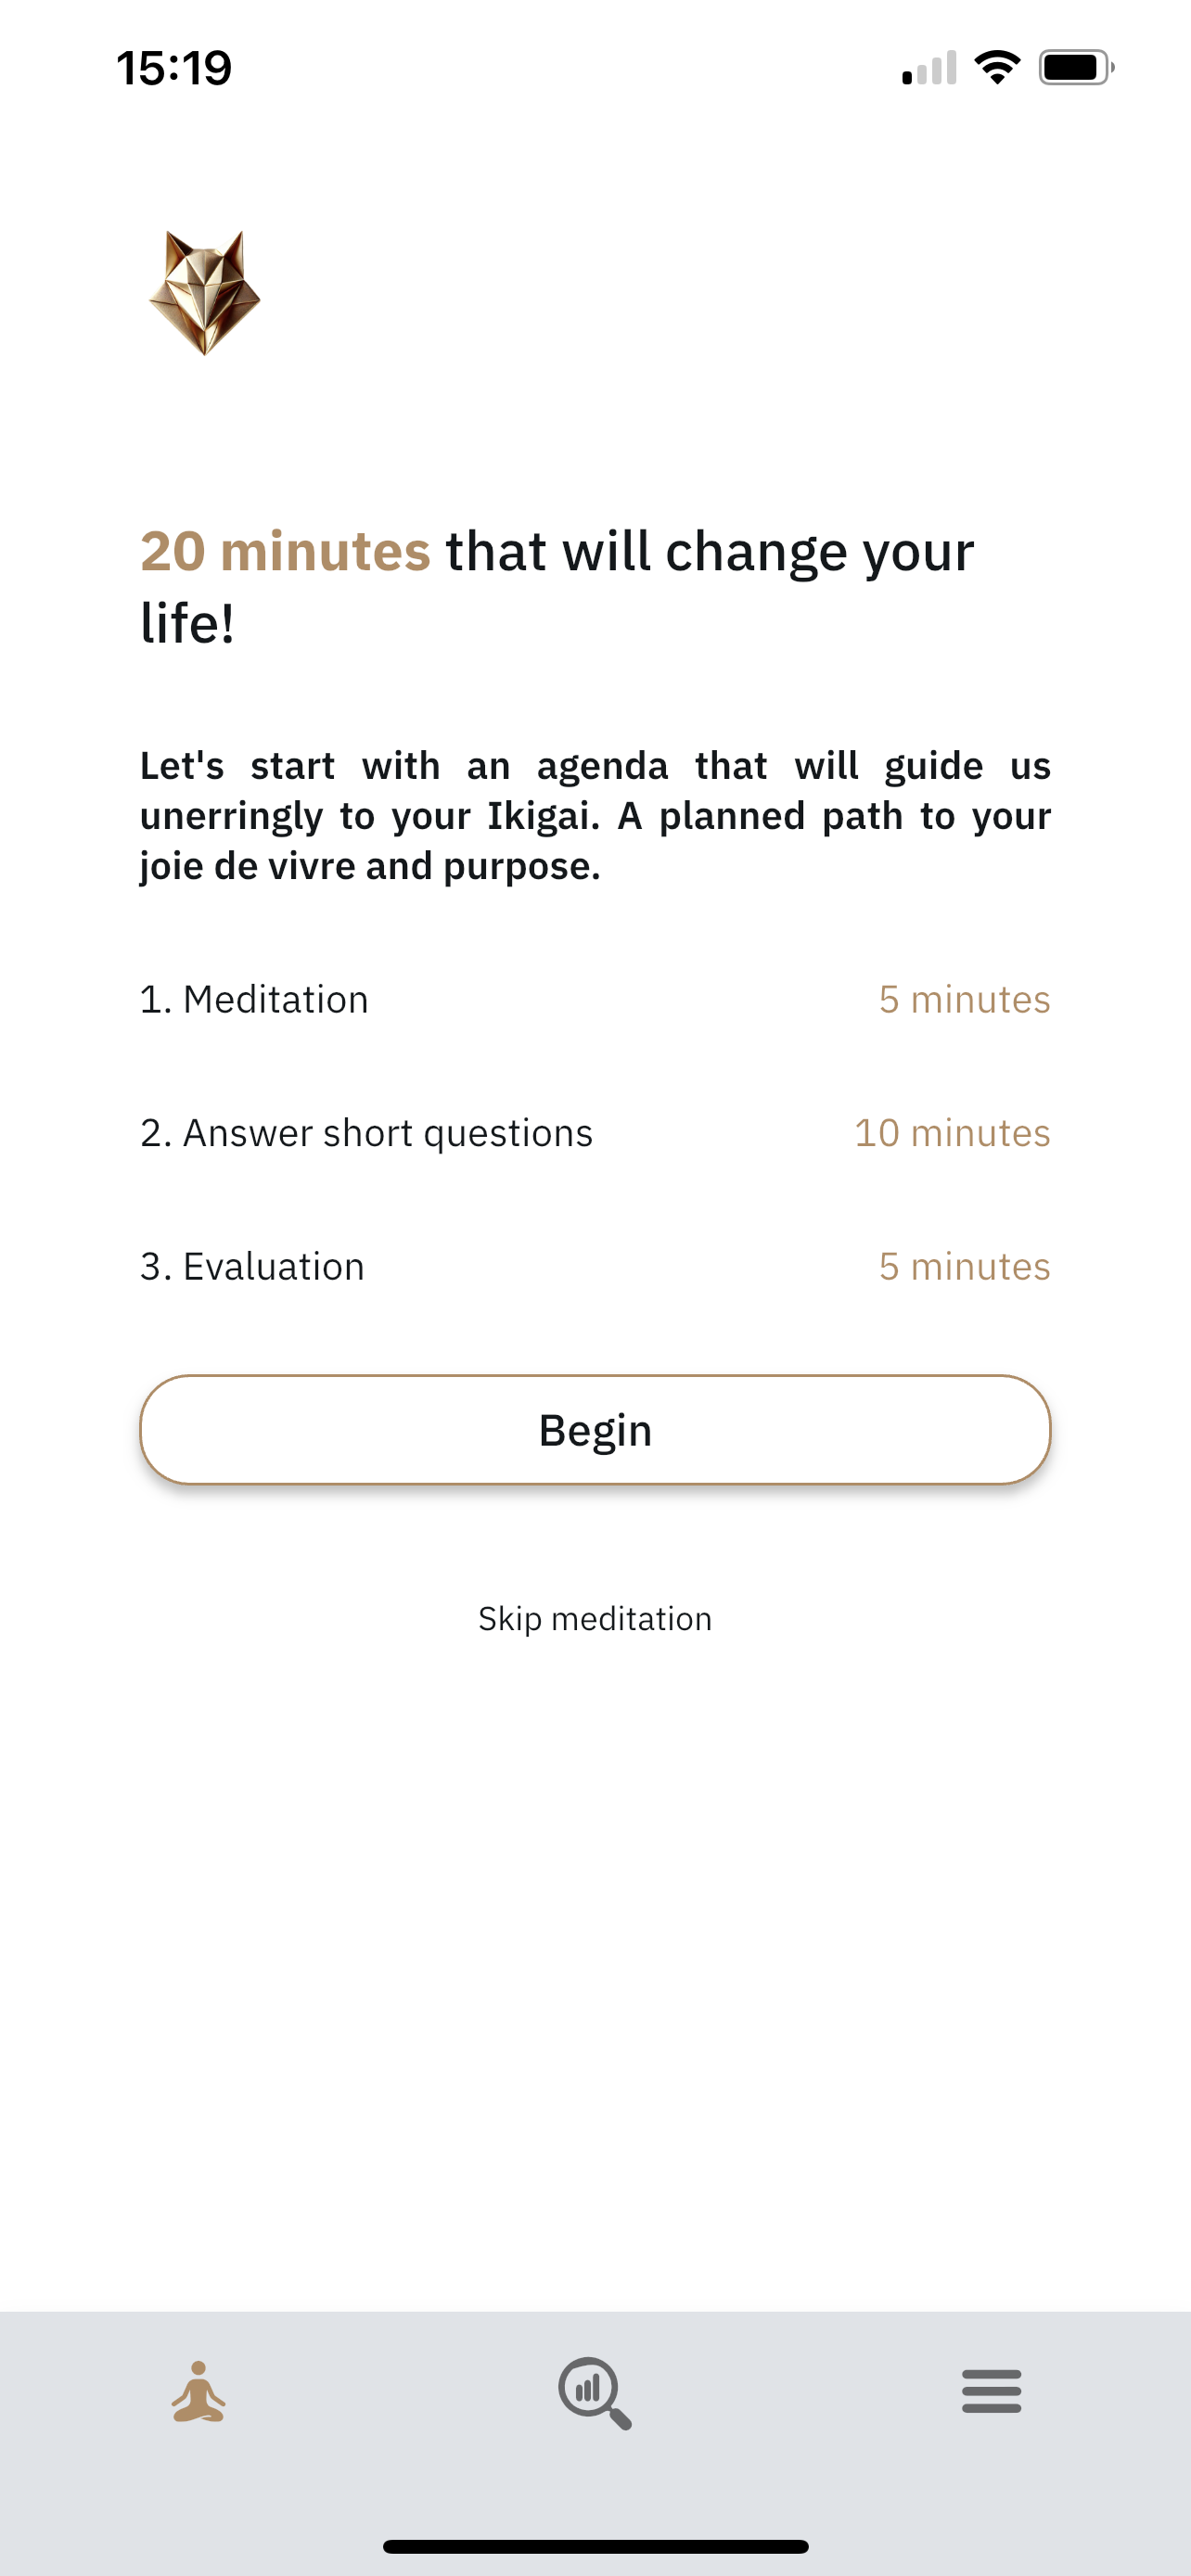 15:19
20 minutes that will change your
life!
Let's start with an agenda that will guide us
unerringly to your Ikigai. A planned path to your
joie de vivre and purpose.
1. Meditation 5 minutes
2. Answer short questions 10 minutes
3. Evaluation 5 minutes
Begin
Skip meditation